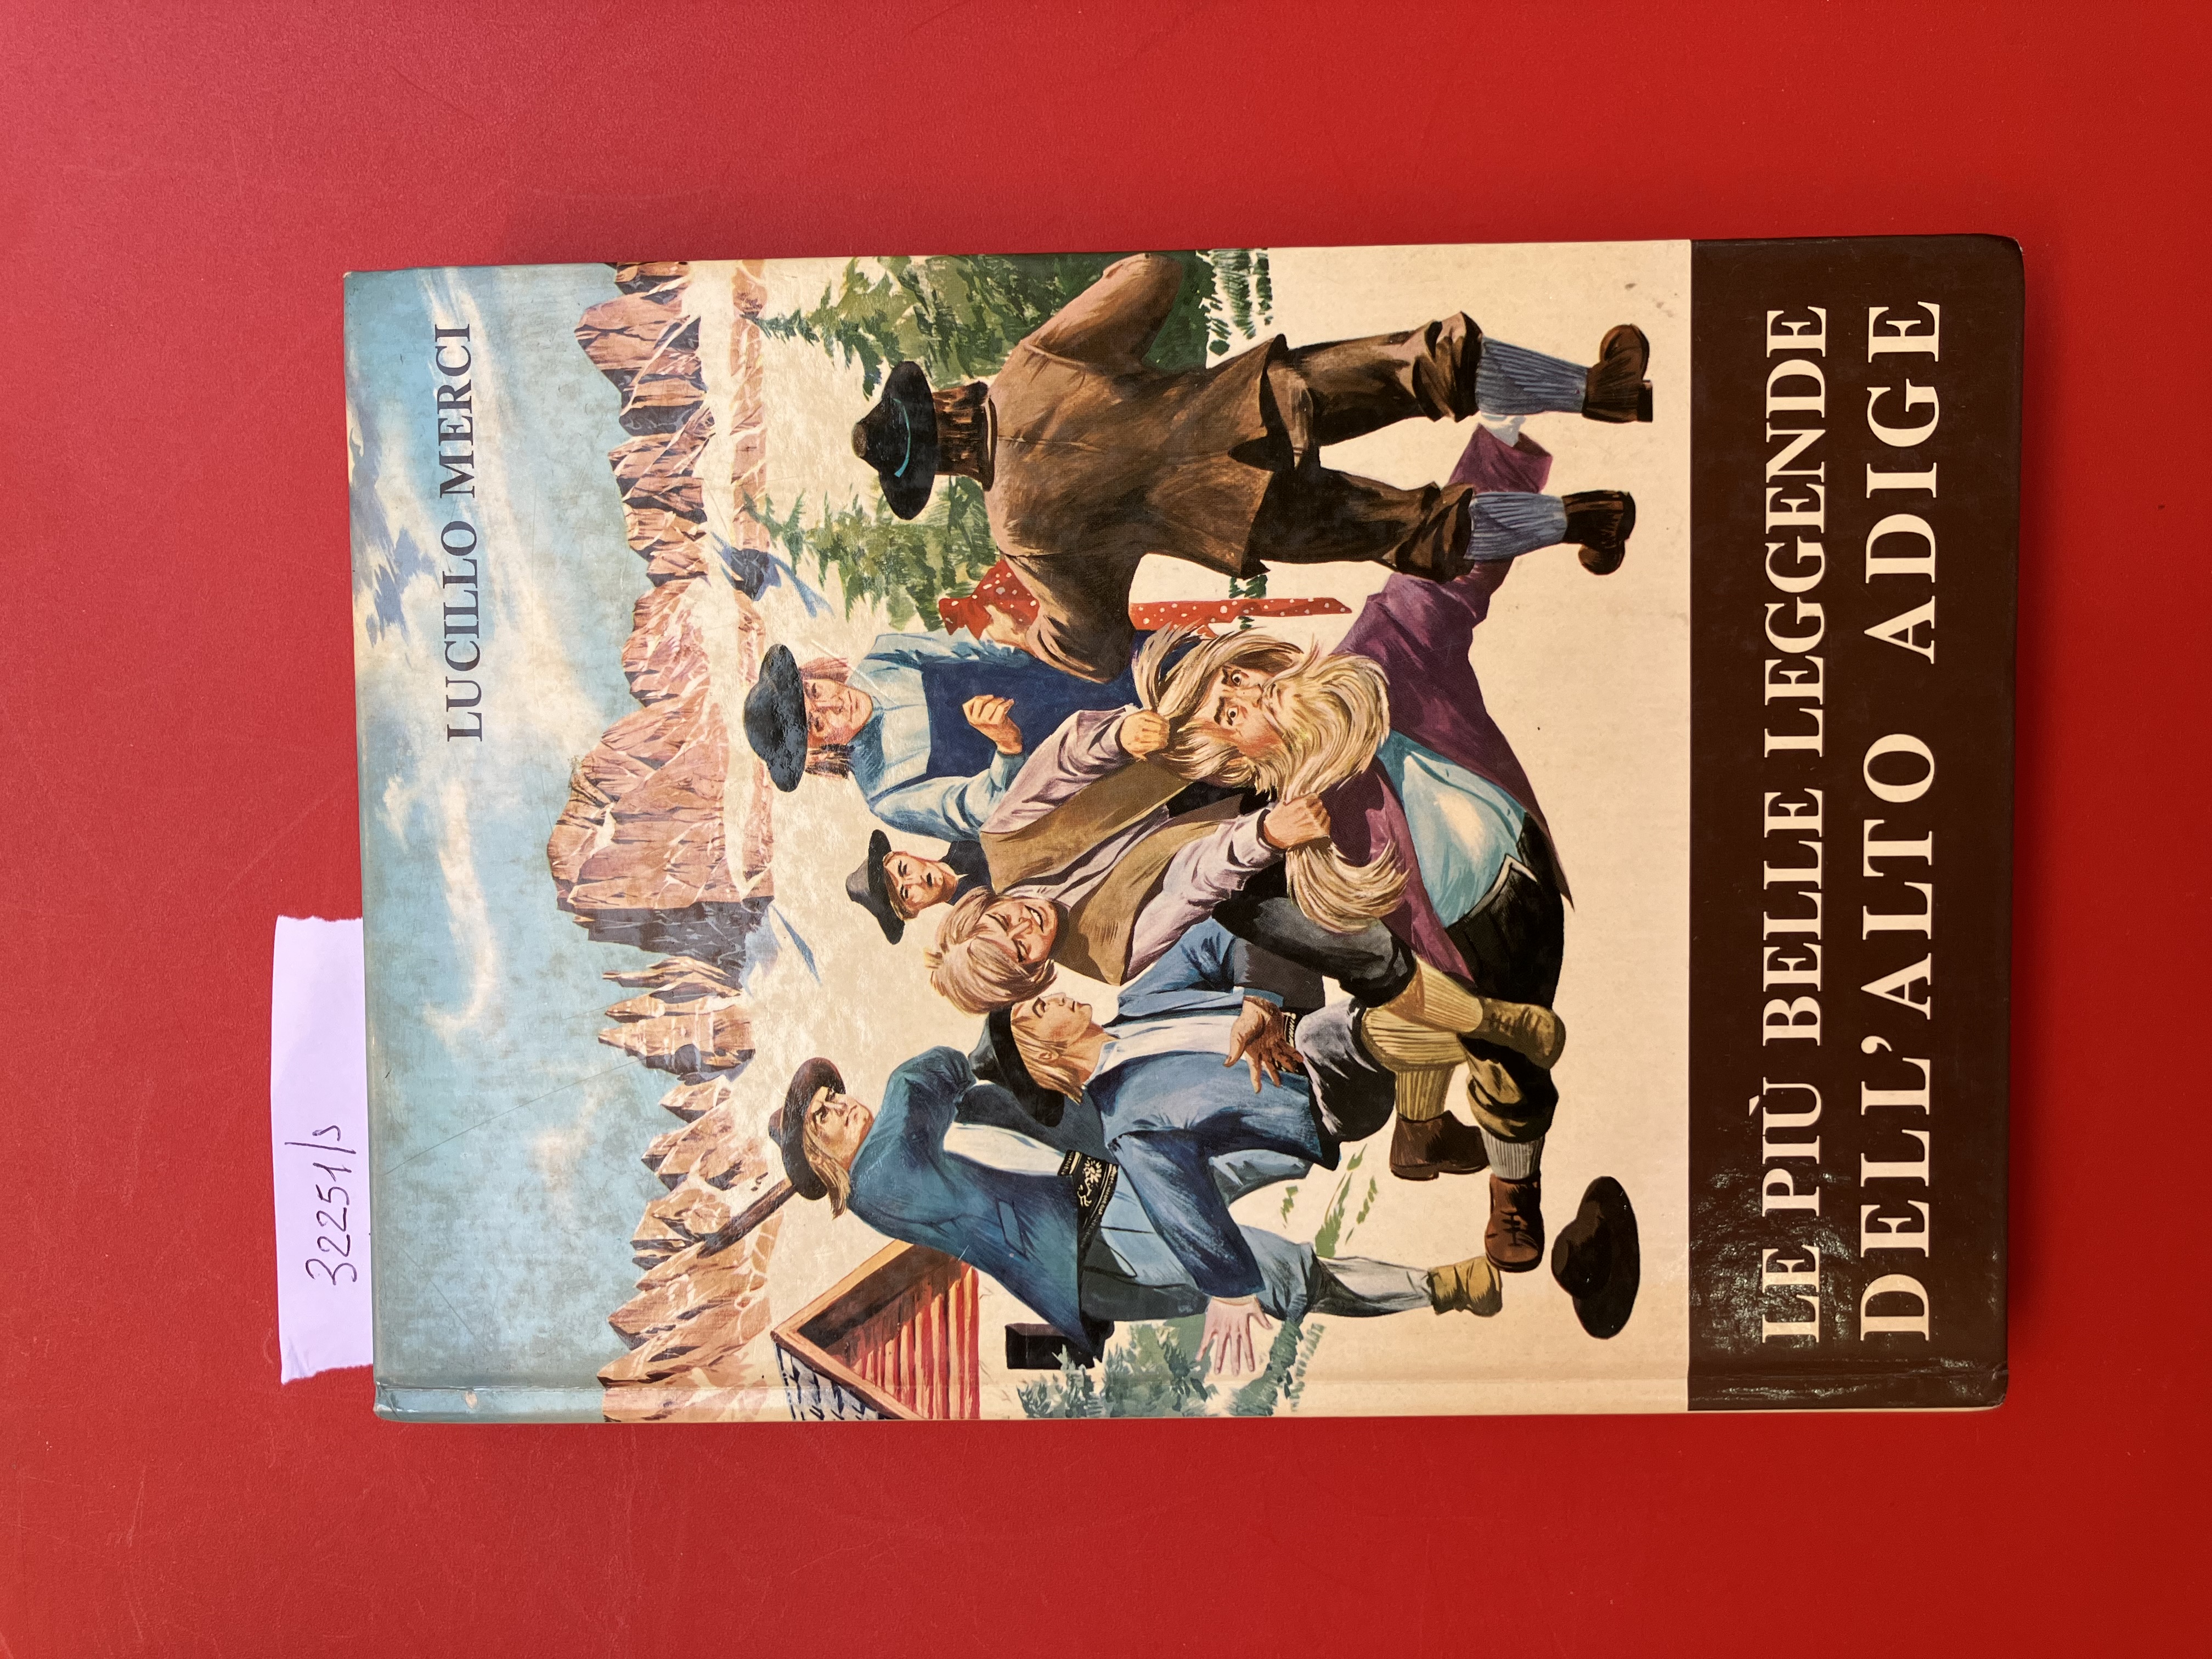 32251/s
LUCILLO MERCI
LE PIÙ BELLE LEGGENDE
DELL'ALTO ADIGE